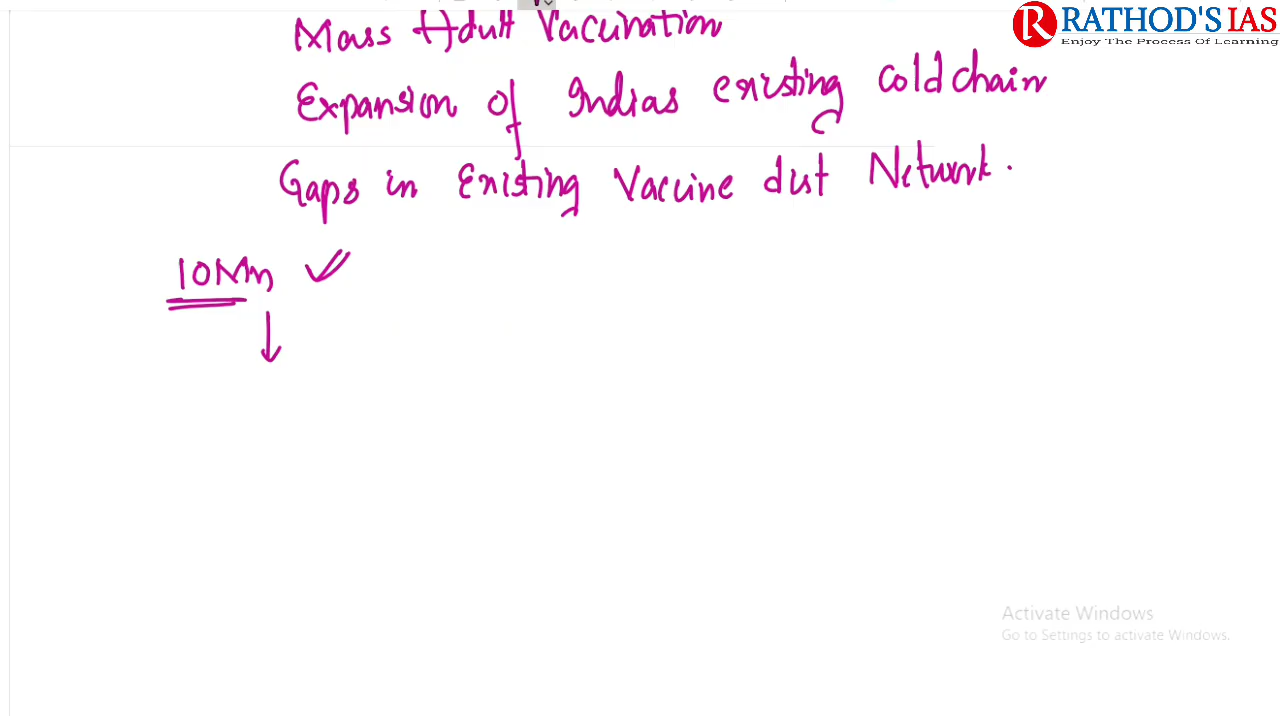 RATHOD'S IAS
Enjoy The Process Of Learning
Mass Adult Vaccination
Expansion of Indias existing cold chain
Gaps in Existing Vaccine dist Network.
10Mn
Activate Windows
Go to Settings to activate Windows.